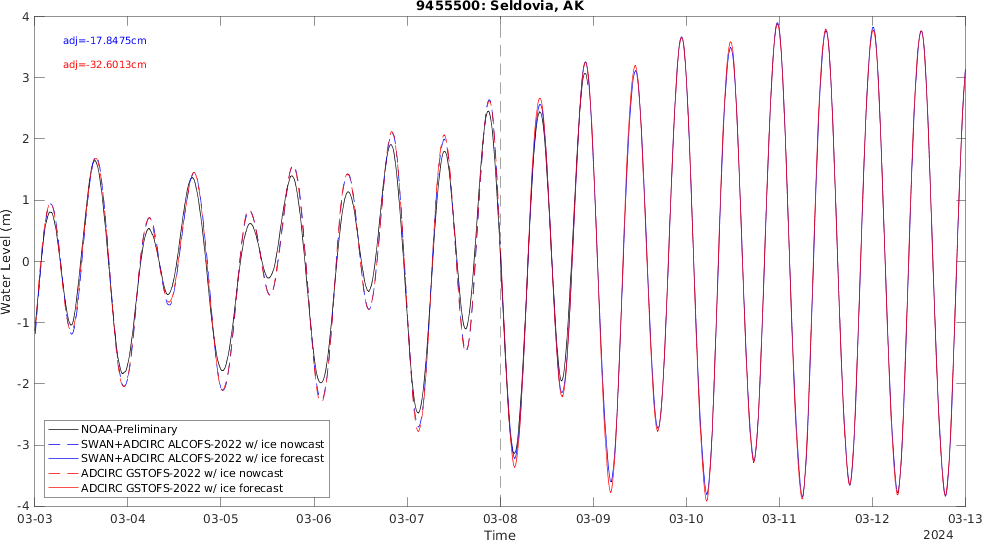 9455500: Seldovia, AK
adj=-17.8475cm
adj=-32.6013cm
4
3
2
1
0
-1
-2
-3
-4
Water Level (m)
NOAA-Preliminary
SWAN+ADCIRC ALCOFS-2022 w/ ice nowcast
SWAN+ADCIRC ALCOFS-2022 w/ ice forecast
ADCIRC GSTOFS-2022 w/ ice nowcast
ADCIRC GSTOFS-2022 w/ ice forecast
03-03 03-04 03-05 03-06 03-07 03-08 03-09 03-10 03-11 03-12 03-13
Time
2024